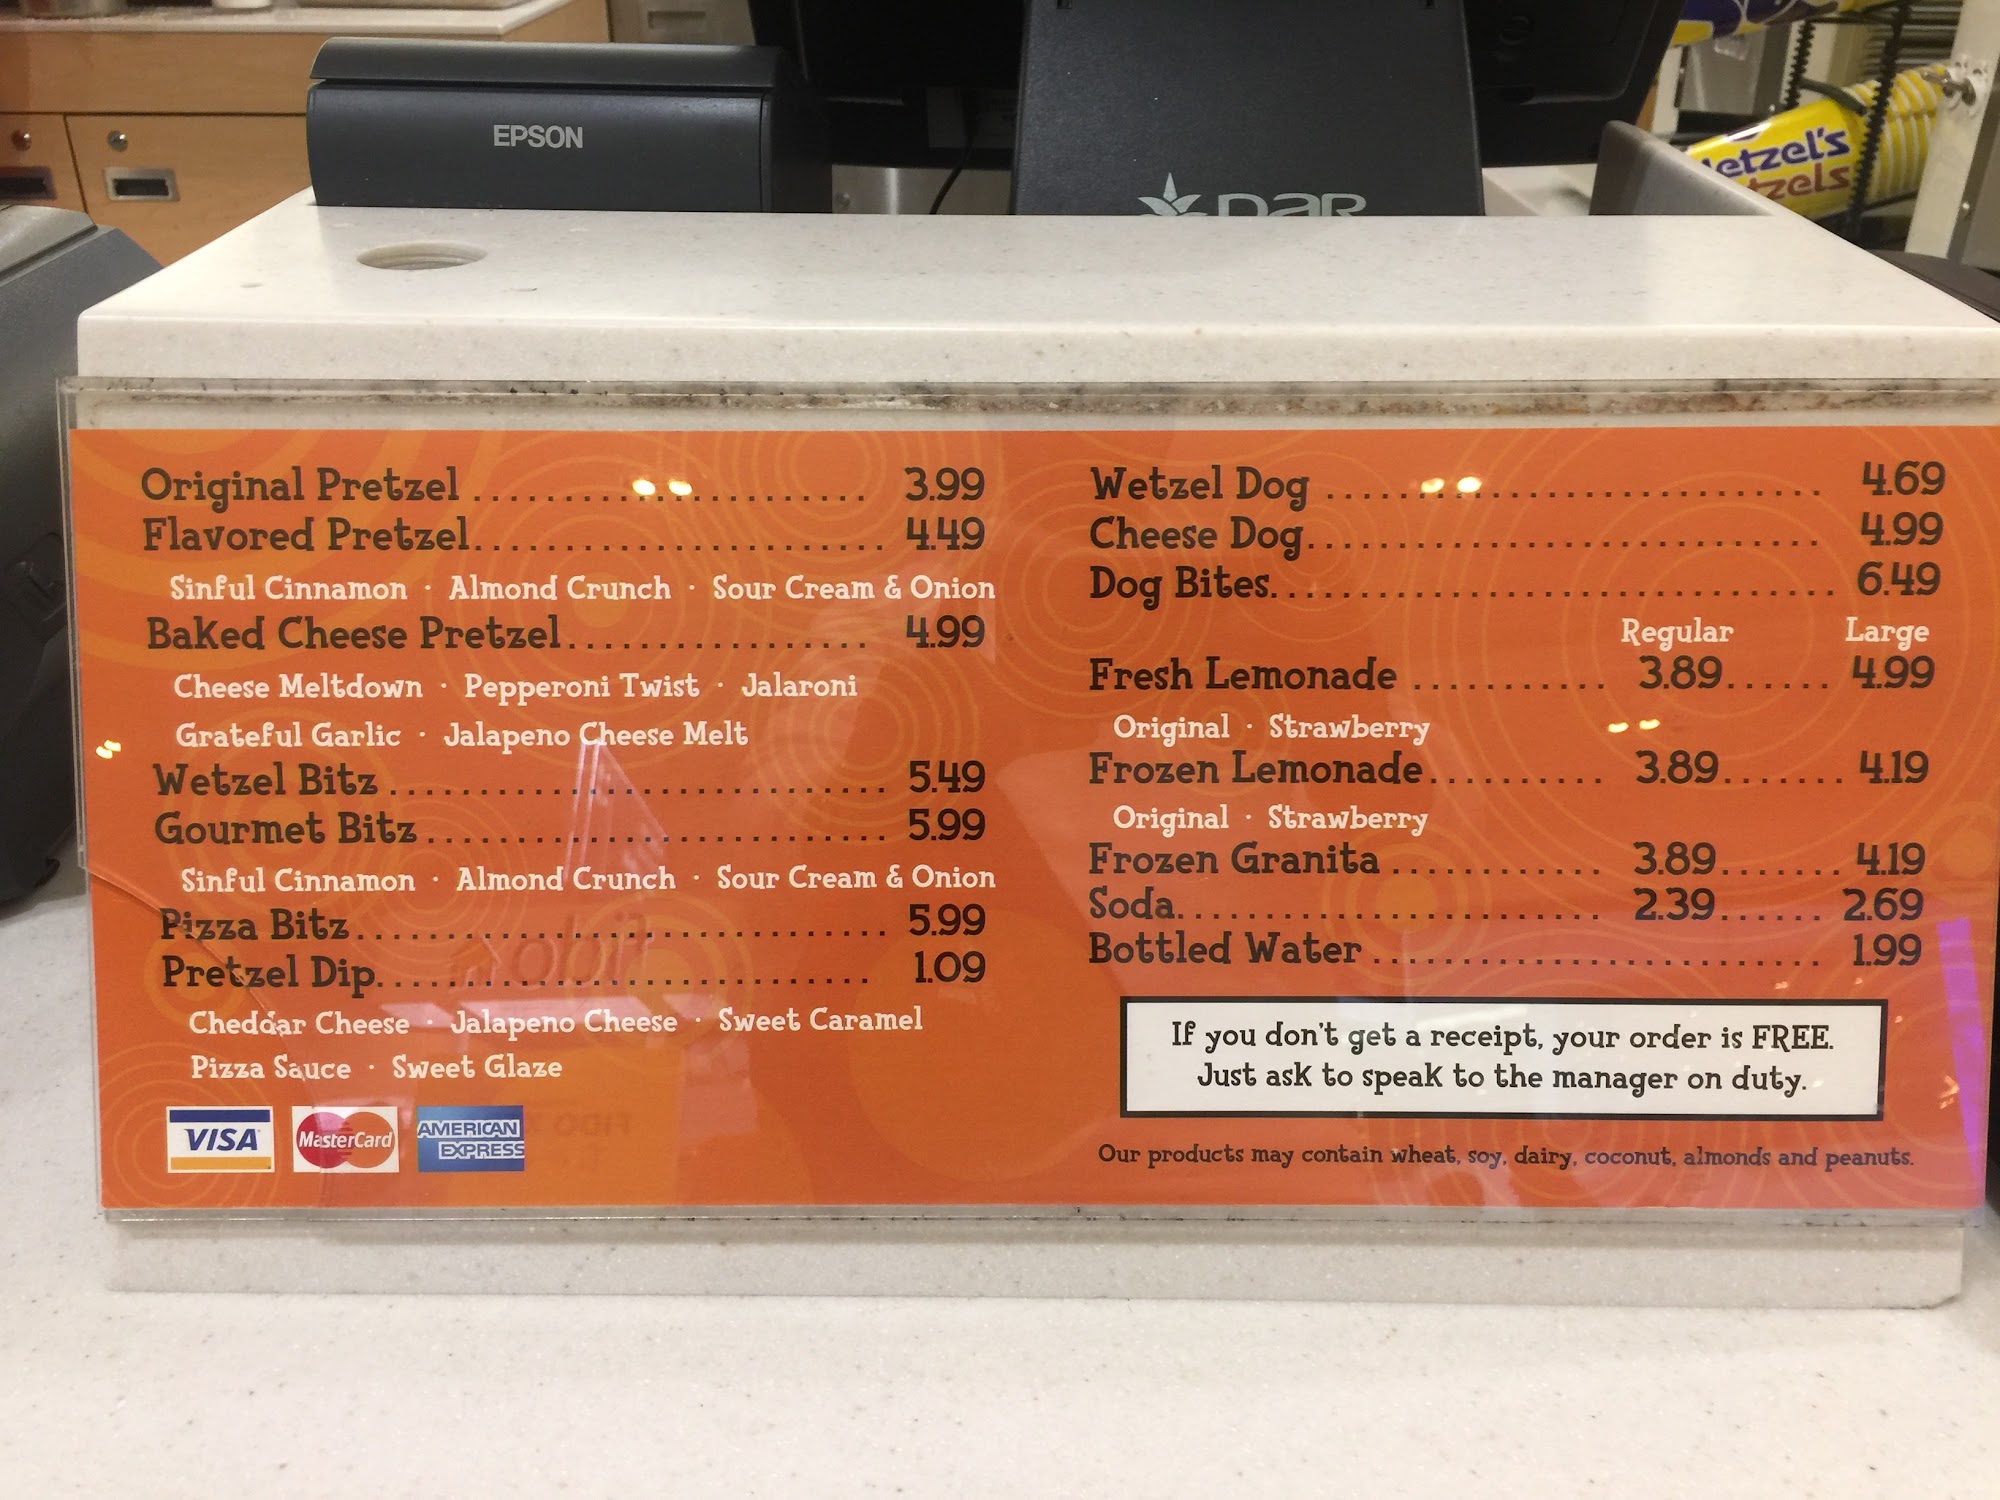 EPSON
PAR
etzel's
tzels
Original Pretzel ........................ 3.99
Flavored Pretzel......................... 4.49
Sinful Cinnamon · Almond Crunch · Sour Cream & Onion
Baked Cheese Pretzel................... 4.99
Cheese Meltdown · Pepperoni Twist · Jalaroni
Grateful Garlic · Jalapeno Cheese Melt
Wetzel Bitz .............................. 5.49
Gourmet Bitz ............................ 5.99
Sinful Cinnamon · Almond Crunch · Sour Cream & Onion
Pizza Bitz................................ 5.99
Pretzel Dip.............................. 1.09
Cheddar Cheese · Jalapeno Cheese · Sweet Caramel
Pizza Sauce · Sweet Glaze
VISA MasterCard AMERICAN EXPRESS
Wetzel Dog .............................. 4.69
Cheese Dog............................... 4.99
Dog Bites................................. 6.49
Regular Large
Fresh Lemonade ............ 3.89...... 4.99
Original · Strawberry
Frozen Lemonade........... 3.89....... 4.19
Original · Strawberry
Frozen Granita ............. 3.89....... 4.19
Soda.......................... 2.39...... 2.69
Bottled Water ........................... 1.99
If you don't get a receipt, your order is FREE.
Just ask to speak to the manager on duty.
Our products may contain wheat, soy, dairy, coconut, almonds and peanuts.